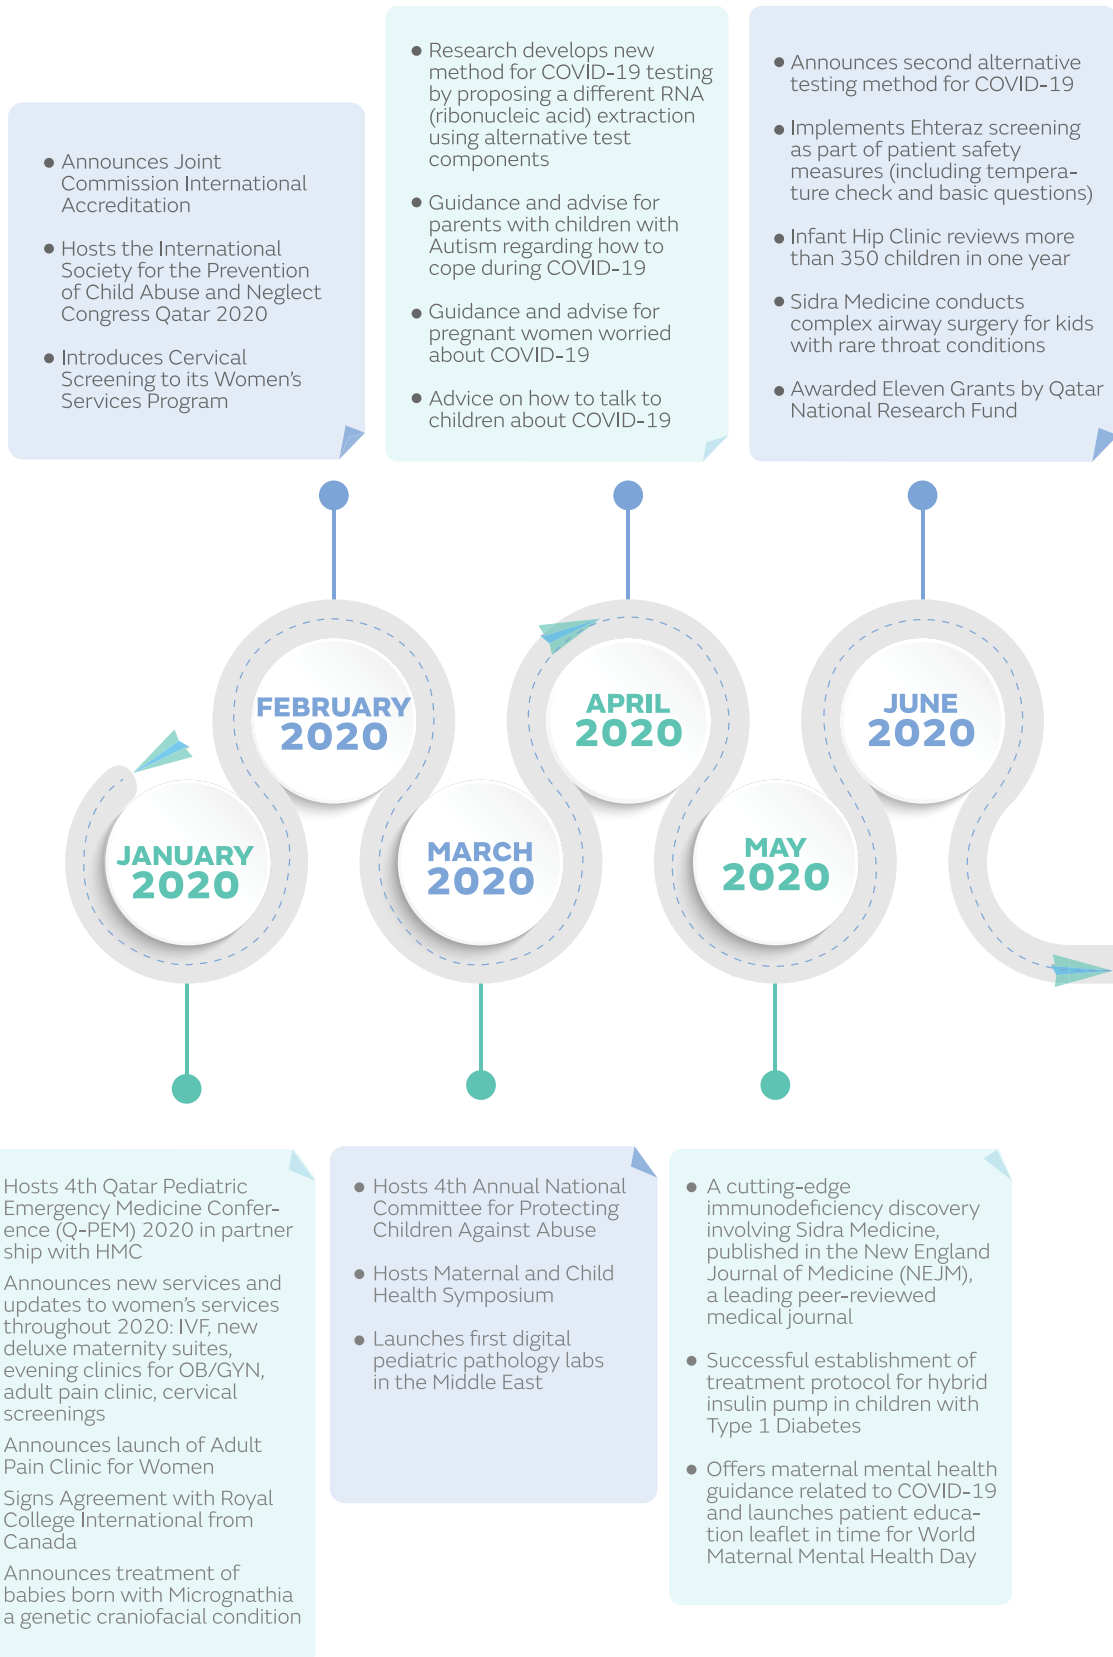 ● Announces Joint
Commission International
Accreditation
● Hosts the International
Society for the Prevention
of Child Abuse and Neglect
Congress Qatar 2020
● Introduces Cervical
Screening to its Women's
Services Program
● Research develops new
method for COVID-19 testing
by proposing a different RNA
(ribonucleic acid) extraction
using alternative test
components
● Guidance and advise for
parents with children with
Autism regarding how to
cope during COVID-19
● Guidance and advise for
pregnant women worried
about COVID-19
● Advice on how to talk to
children about COVID-19
● Announces second alternative
testing method for COVID-19
● Implements Ehteraz screening
as part of patient safety
measures (including tempera-
ture check and basic questions)
● Infant Hip Clinic reviews more
than 350 children in one year
● Sidra Medicine conducts
complex airway surgery for kids
with rare throat conditions
● Awarded Eleven Grants by Qatar
National Research Fund
JANUARY
2020
FEBRUARY
2020
MARCH
2020
APRIL
2020
MAY
2020
JUNE
2020
Hosts 4th Qatar Pediatric
Emergency Medicine Confer-
ence (Q-PEM) 2020 in partner
ship with HMC
Announces new services and
updates to women's services
throughout 2020: IVF, new
deluxe maternity suites,
evening clinics for OB/GYN,
adult pain clinic, cervical
screenings
Announces launch of Adult
Pain Clinic for Women
Signs Agreement with Royal
College International from
Canada
Announces treatment of
babies born with Micrognathia
a genetic craniofacial condition
● Hosts 4th Annual National
Committee for Protecting
Children Against Abuse
● Hosts Maternal and Child
Health Symposium
● Launches first digital
pediatric pathology labs
in the Middle East
● A cutting-edge
immunodeficiency discovery
involving Sidra Medicine,
published in the New England
Journal of Medicine (NEJM),
a leading peer-reviewed
medical journal
● Successful establishment of
treatment protocol for hybrid
insulin pump in children with
Type 1 Diabetes
● Offers maternal mental health
guidance related to COVID-19
and launches patient educa-
tion leaflet in time for World
Maternal Mental Health Day